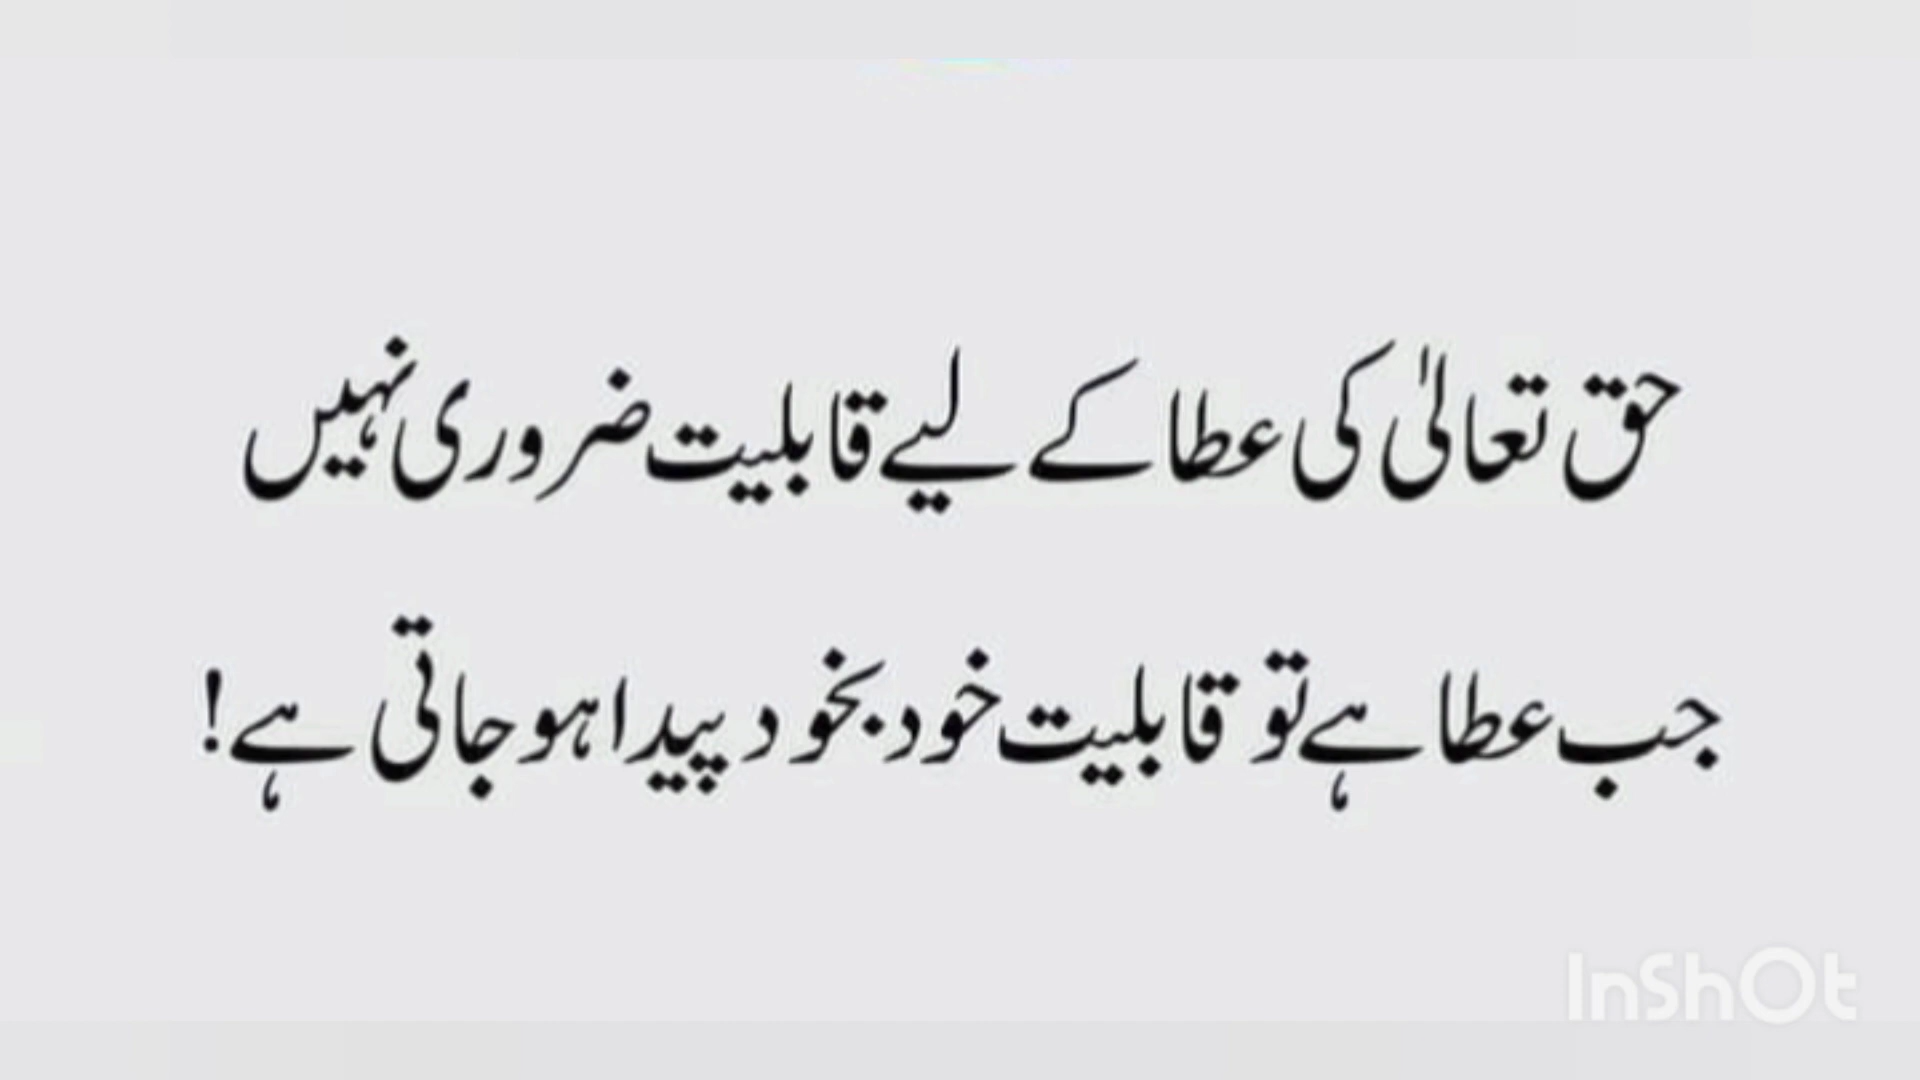 حق تعالیٰ کی عطا کے لیے قابلیت ضروری نہیں
جب عطا ہے تو قابلیت خود بخود پیدا ہو جاتی ہے!
InShOt